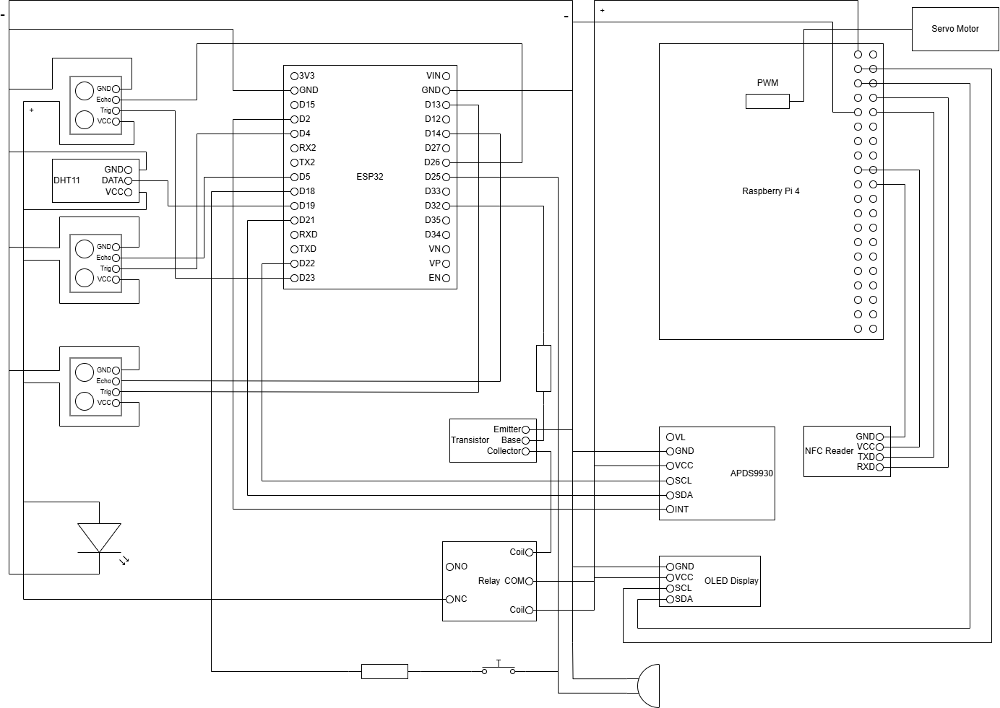 -
-
+
Servo Motor
GND
Echo
Trig
VCC
+
DHT11
GND
DATA
VCC
GND
Echo
Trig
VCC
GND
Echo
Trig
VCC
3V3
GND
D15
D2
D4
RX2
TX2
D5
D18
D19
D21
RXD
TXD
D22
D23
ESP32
VIN
GND
D13
D12
D14
D27
D26
D25
D33
D32
D35
D34
VN
VP
EN
PWM
Raspberry Pi 4
Transistor
Emitter
Base
Collector
VL
GND
VCC
SCL
SDA
INT
APDS9930
NFC Reader
GND
VCC
TXD
RXD
NO
NC
Relay
Coil
COM
Coil
GND
VCC
SCL
SDA
OLED Display